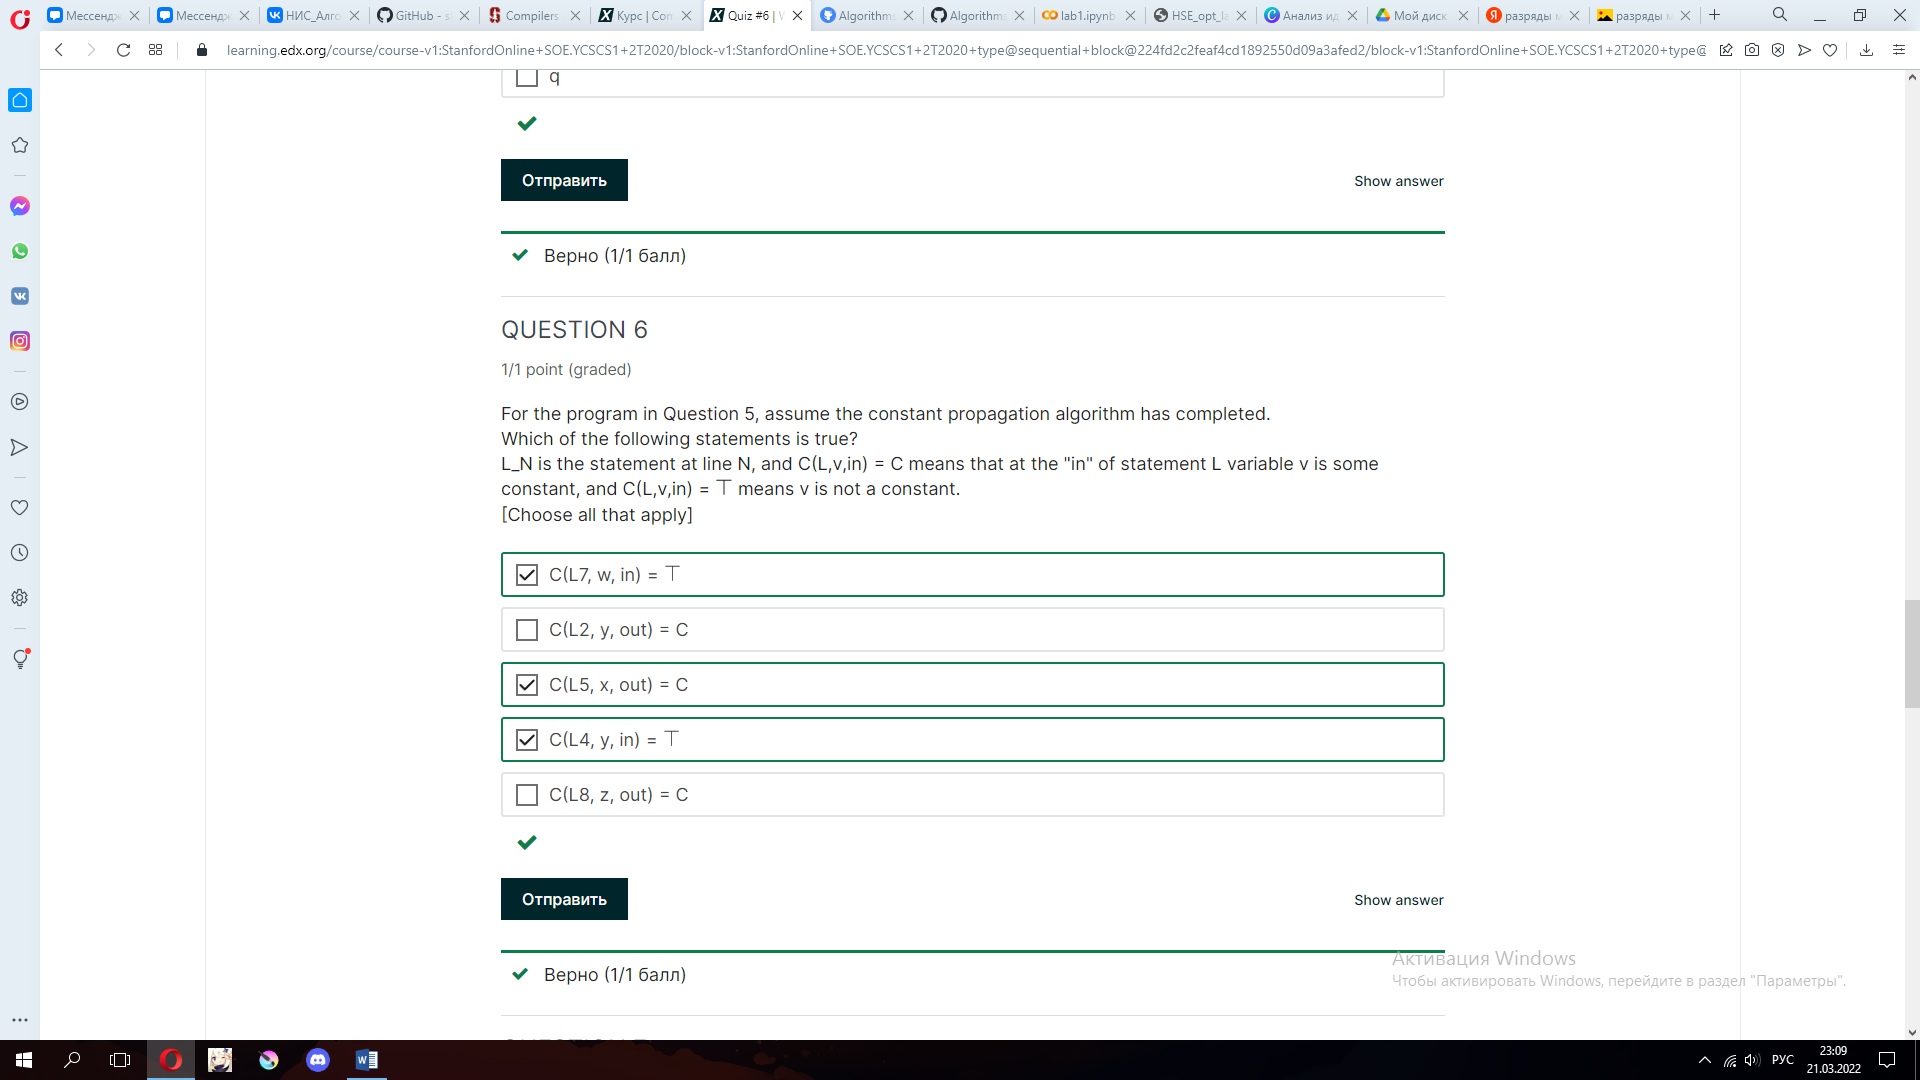 Мессендж
Мессендж
НИС_Алго
GitHub - s
Compilers
Курс | Con
Quiz #6 | V
Algorithms
Algorithms
lab1.ipynb
HSE_opt_la
Анализ ид
Мой диск
разряды м
разряды м
learning.edx.org/course/course-v1:StanfordOnline+SOE.YCSCS1+2T2020/block-v1:StanfordOnline+SOE.YCSCS1+2T2020+type@sequential+block@224fd2c2feaf4cd1892550d09a3afed2/block-v1:StanfordOnline+SOE.YCSCS1+2T2020+type@
q
Отправить
Show answer
Верно (1/1 балл)
QUESTION 6
1/1 point (graded)
For the program in Question 5, assume the constant propagation algorithm has completed.
Which of the following statements is true?
L_N is the statement at line N, and C(L,v,in) = C means that at the "in" of statement L variable v is some
constant, and C(L,v,in) = ⊤ means v is not a constant.
[Choose all that apply]
C(L7, w, in) = ⊤
C(L2, y, out) = C
C(L5, x, out) = C
C(L4, y, in) = ⊤
C(L8, z, out) = C
Отправить
Show answer
Верно (1/1 балл)
Активация Windows
Чтобы активировать Windows, перейдите в раздел "Параметры".
РУС
23:09
21.03.2022